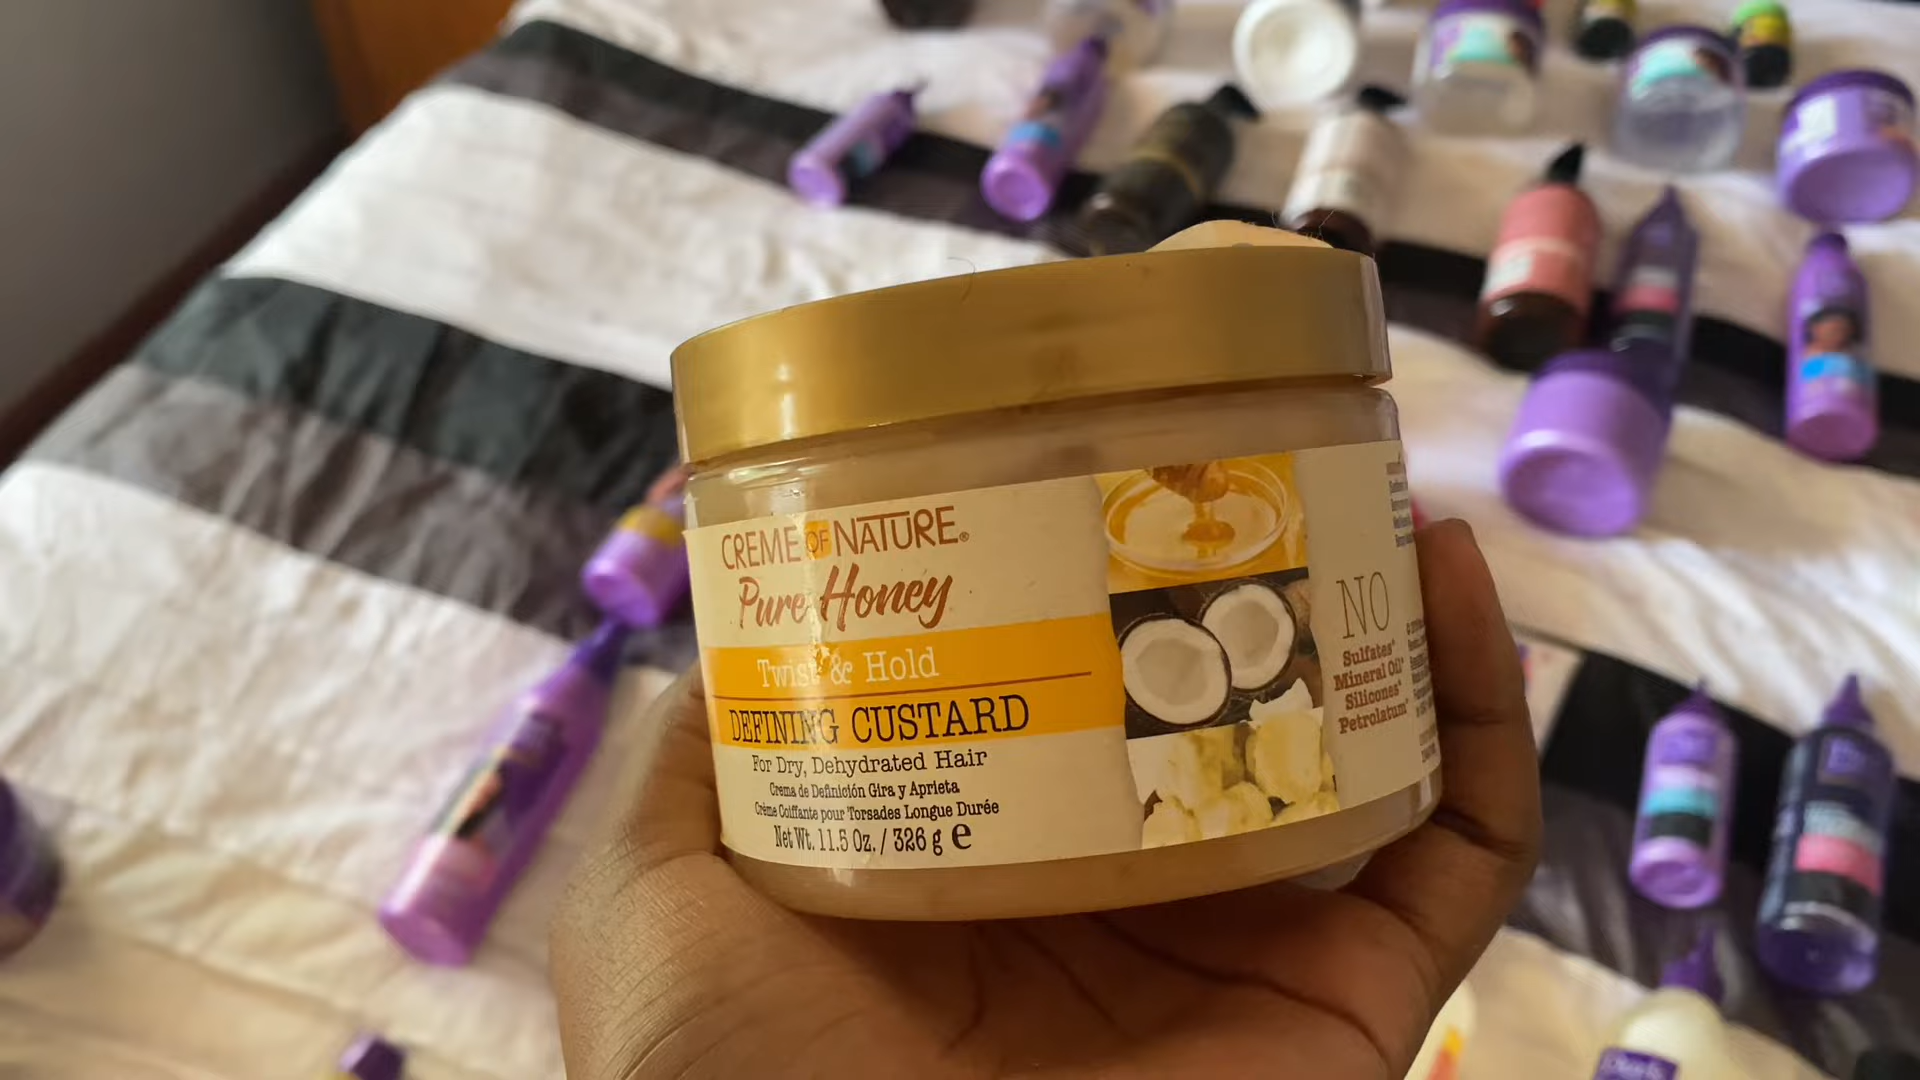 CREME OF NATURE®
Pure Honey
Twist & Hold
DEFINING CUSTARD
For Dry, Dehydrated Hair
Crema de Definición Gira y Aprieta
Crème Coiffante pour Torsades Longue Durée
Net Wt. 11.5 Oz. / 326 g e
NO
Sulfates*
Mineral Oil*
Silicones*
Petrolatum*
Dark